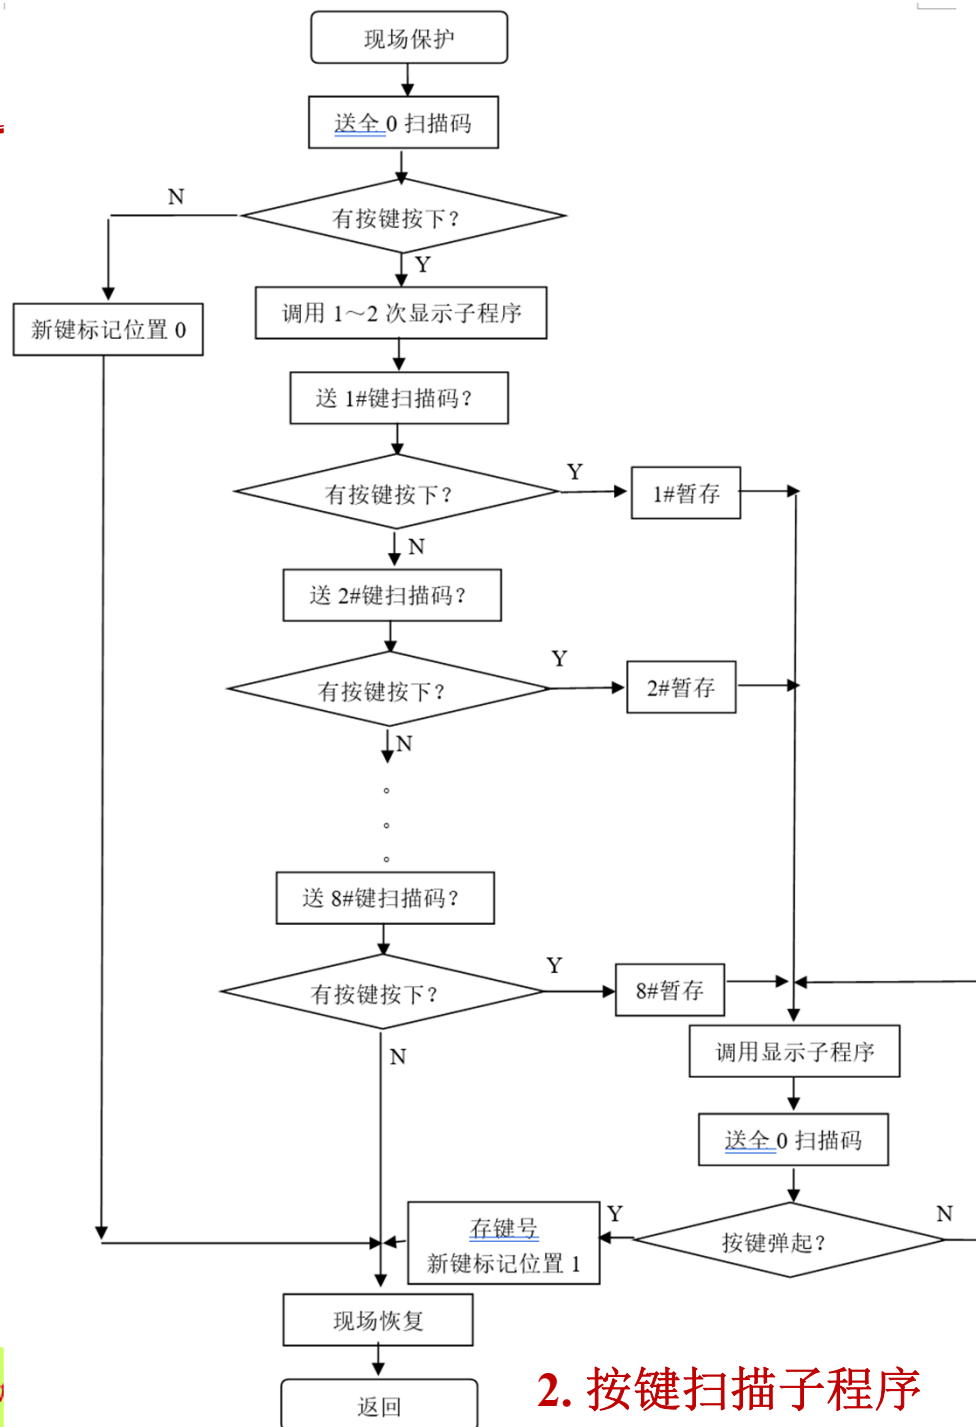 现场保护
送全0扫描码
有按键按下？
N
Y
新键标记位置0
调用1～2次显示子程序
送1#键扫描码？
有按键按下？
Y
1#暂存
N
送2#键扫描码？
有按键按下？
Y
2#暂存
N
。
。
。
送8#键扫描码？
有按键按下？
Y
8#暂存
N
调用显示子程序
送全0扫描码
按键弹起？
Y
N
存键号
新键标记位置1
现场恢复
返回
2. 按键扫描子程序